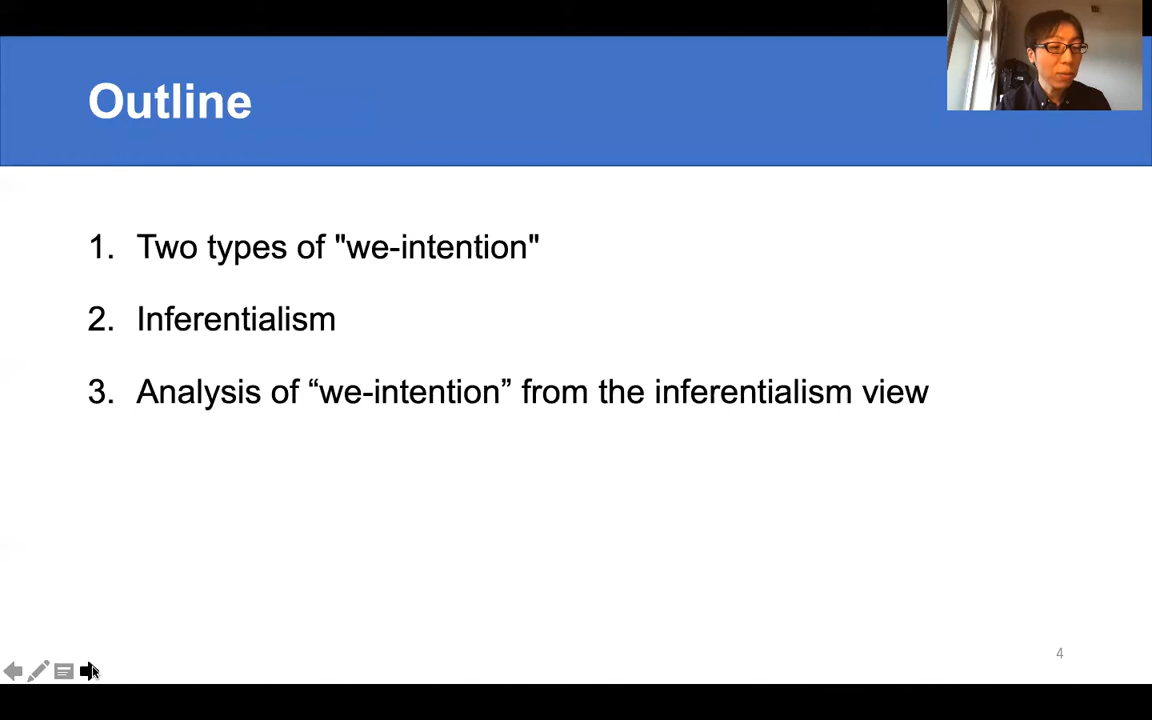 Outline
1. Two types of "we-intention"
2. Inferentialism
3. Analysis of “we-intention” from the inferentialism view
4